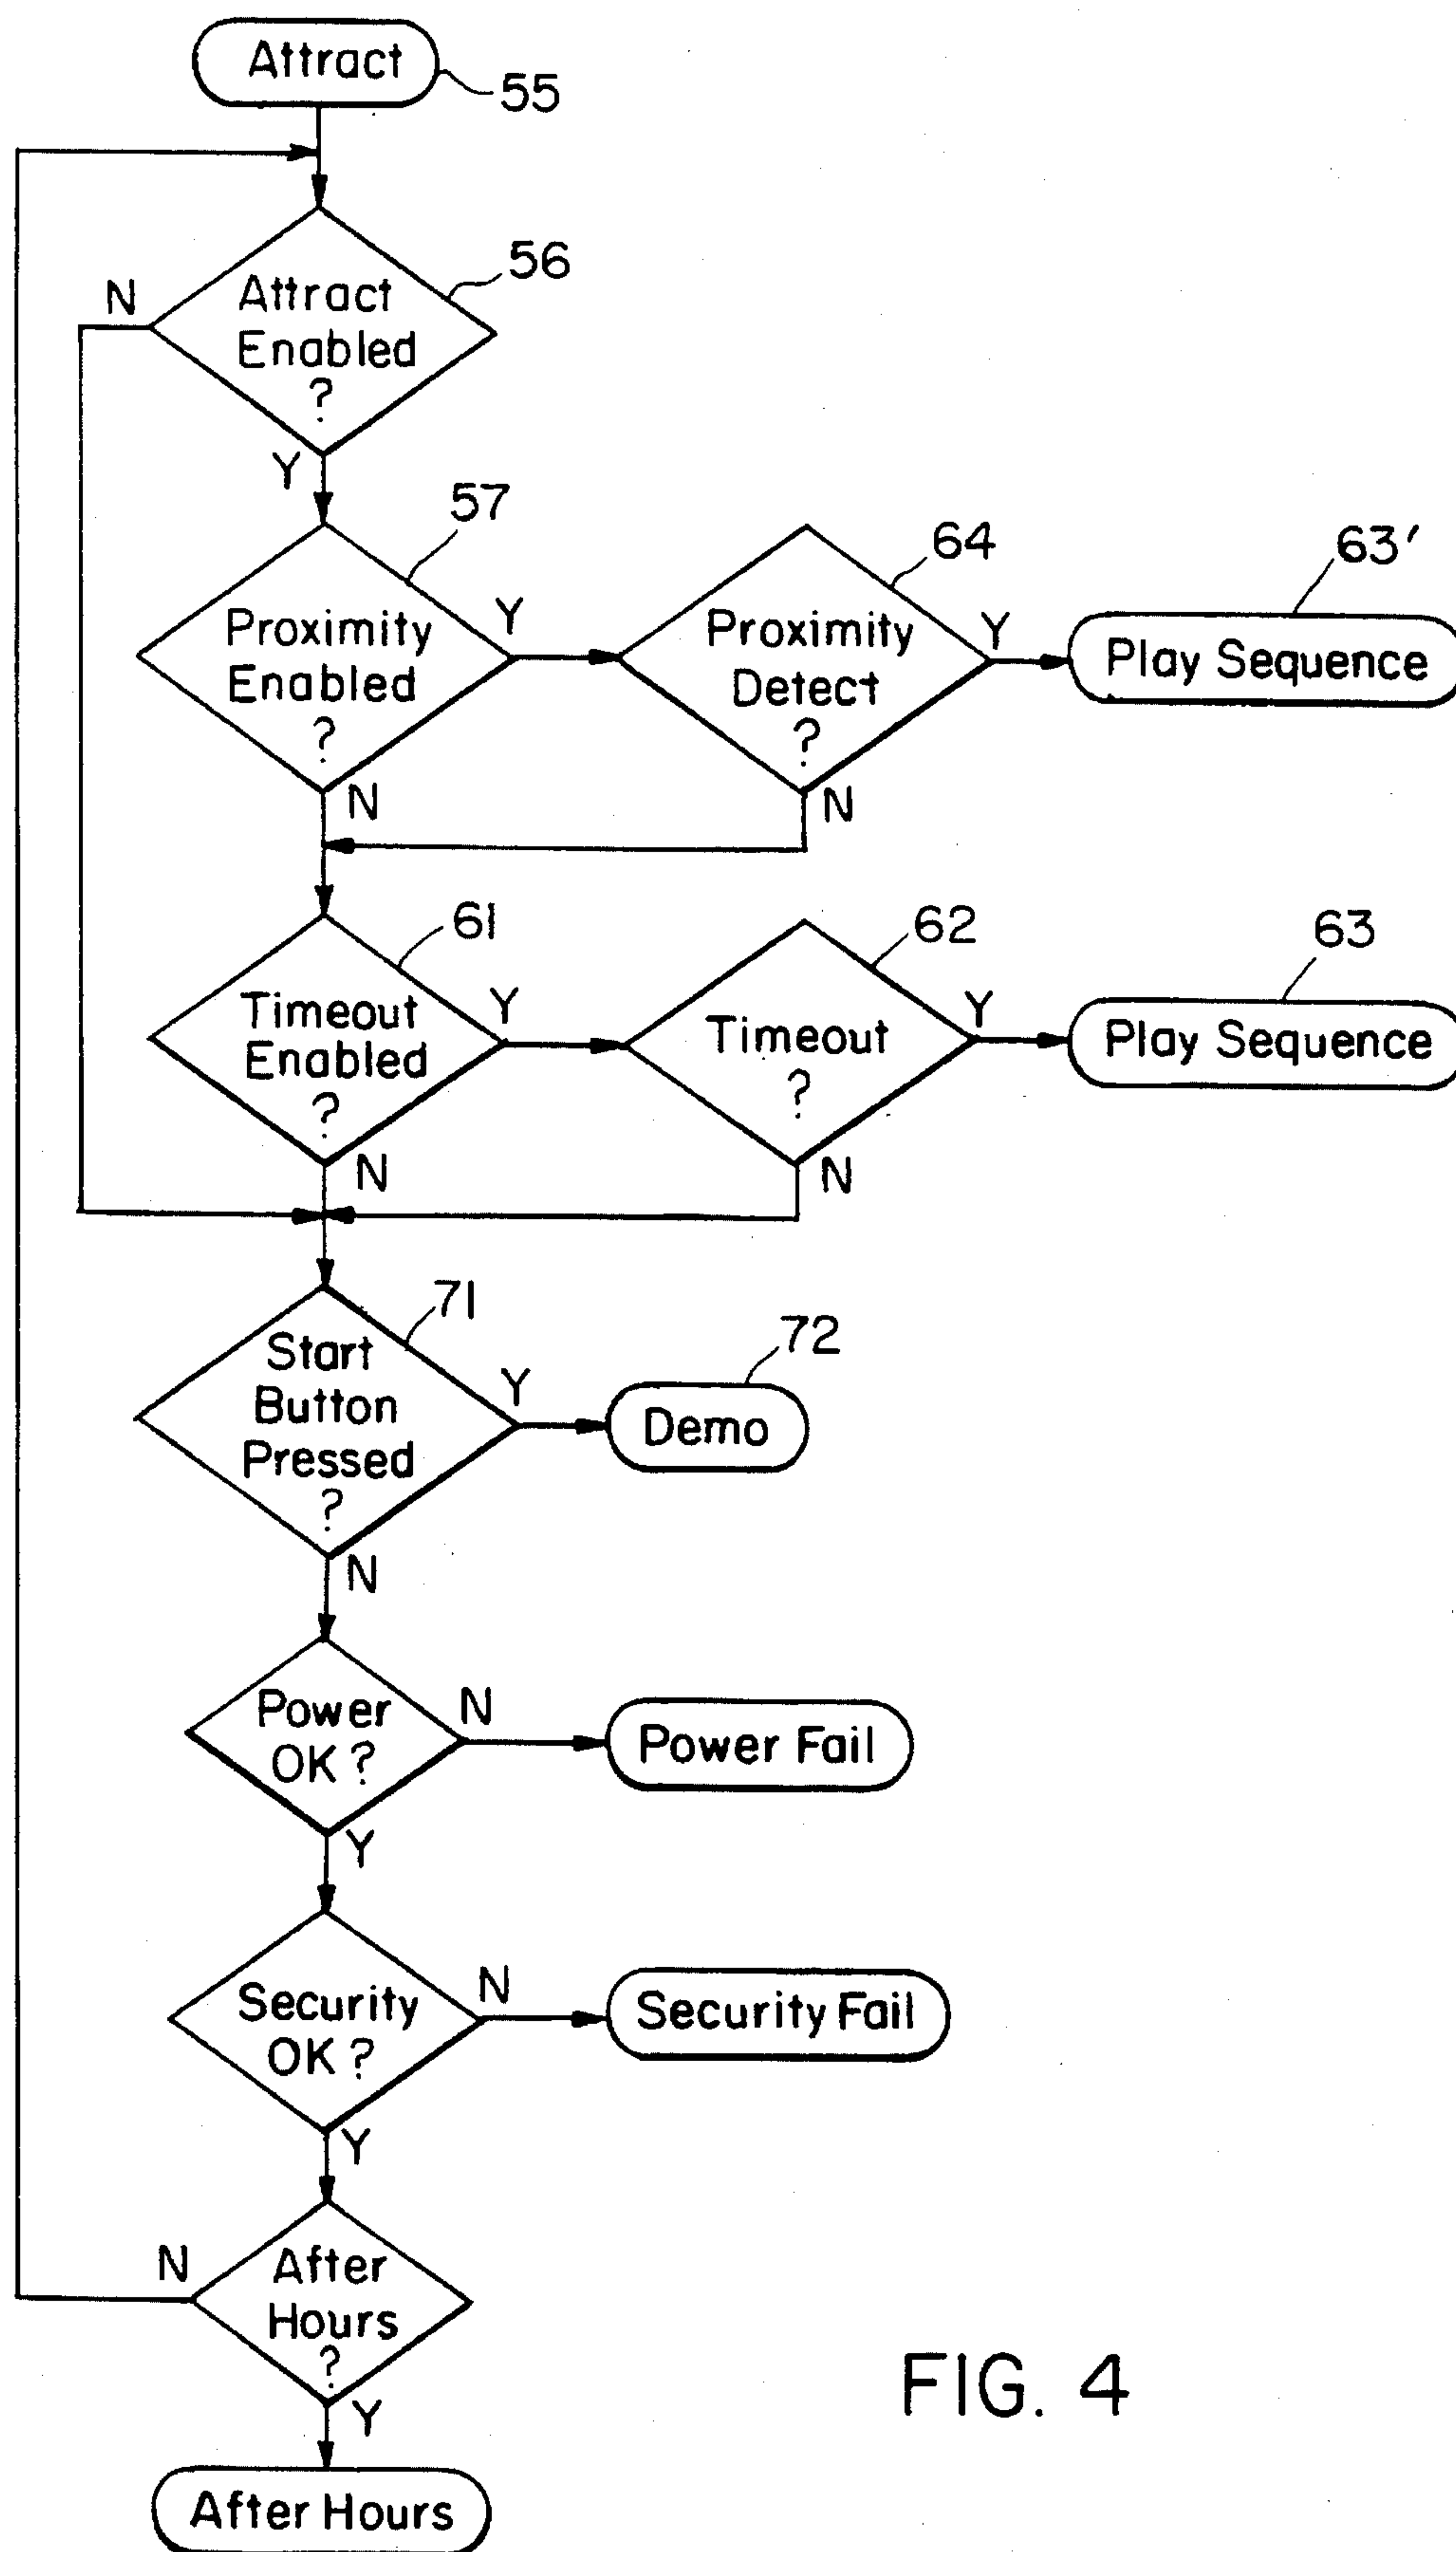 Attract
55
56
N
Attract
Enabled
?
Y
57
64
63'
Proximity
Enabled
?
Y
Proximity
Detect
?
Y
Play Sequence
N
N
61
62
63
Timeout
Enabled
?
Y
Timeout
?
Y
Play Sequence
N
N
71
72
Start
Button
Pressed
?
Y
Demo
N
Power
OK?
N
Power Fail
Y
Security
OK?
N
Security Fail
Y
N
After
Hours
?
Y
FIG. 4
After Hours